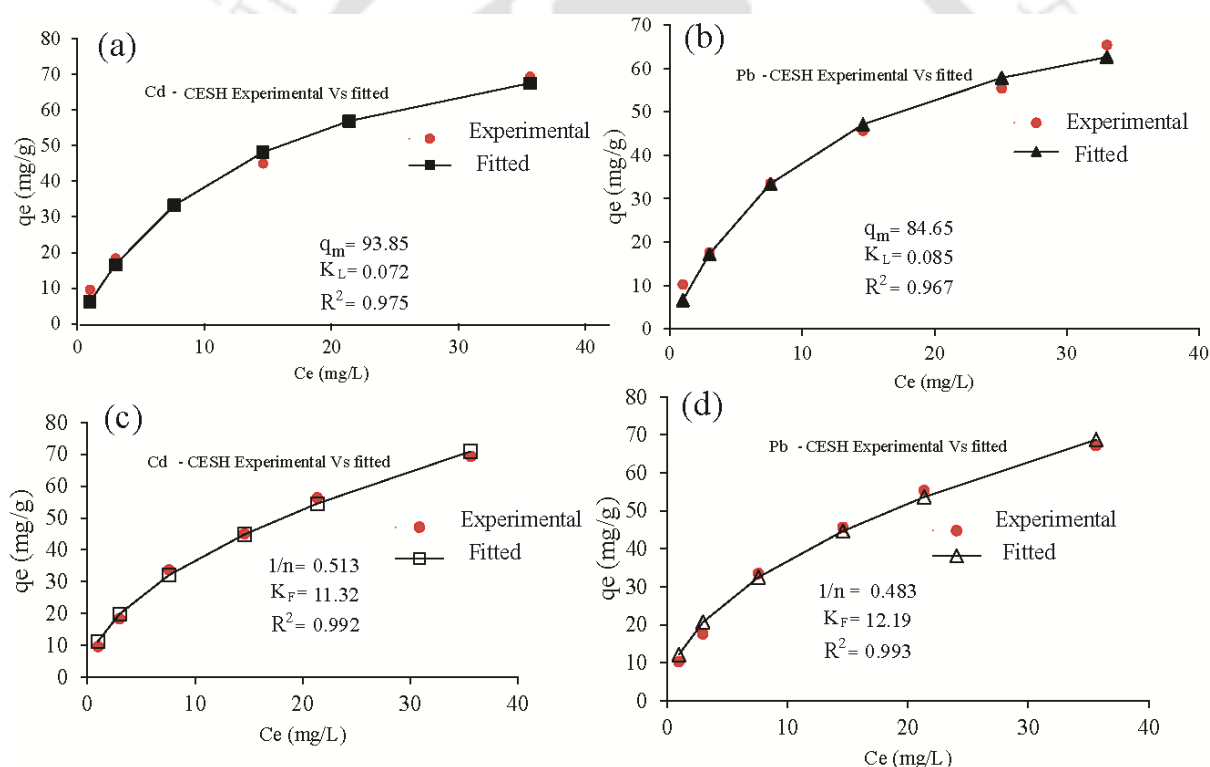 (a)
Cd - CESH Experimental Vs fitted
Experimental
Fitted
q_m= 93.85
K_L= 0.072
R²= 0.975
qe (mg/g)
80
70
60
50
40
30
20
10
0
0 10 20 30 40
Ce (mg/L)
(b)
Pb - CESH Experimental Vs fitted
Experimental
Fitted
q_m= 84.65
K_L= 0.085
R²= 0.967
qe (mg/g)
70
60
50
40
30
20
10
0
0 10 20 30 40
Ce (mg/L)
(c)
Cd - CESH Experimental Vs fitted
Experimental
Fitted
1/n = 0.513
K_F= 11.32
R²= 0.992
qe (mg/g)
80
70
60
50
40
30
20
10
0
0 10 20 30 40
Ce (mg/L)
(d)
Pb - CESH Experimental Vs fitted
Experimental
Fitted
1/n = 0.483
K_F= 12.19
R²= 0.993
qe (mg/g)
80
70
60
50
40
30
20
10
0
0 10 20 30 40
Ce (mg/L)